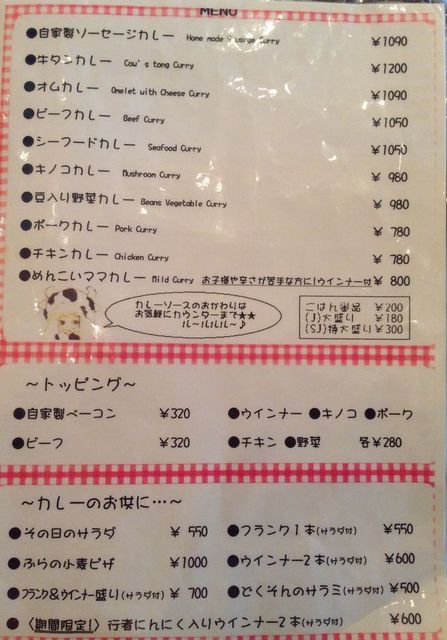 MENU
●自家製ソーセージカレー Home made Sausage Curry ￥1090
●牛タンカレー Cow's tong Curry ￥1200
●オムカレー Omelet with Cheese Curry ￥1090
●ビーフカレー Beef Curry ￥1050
●シーフードカレー Seafood Curry ￥1050
●キノコカレー Mushroom Curry ￥ 980
●豆入り野菜カレー Beans Vegetable Curry ￥ 980
●ポークカレー Pork Curry ￥ 780
●チキンカレー Chicken Curry ￥ 780
●めんこいママカレー Mild Curry お子様や辛さが苦手な方に!ウインナー付 ￥ 800
カレーソースのおかわりは
お気軽にカウンターまで★★
ル～ルルルル～♪
ごはん単品 ￥200
(J)大盛り ￥180
(SJ)特大盛り ￥300
～トッピング～
●自家製ベーコン ￥320 ●ウインナー ●キノコ ●ポーク
●ビーフ ￥320 ●チキン ●野菜 各￥280
～カレーのお供に…～
●その日のサラダ ￥ 550 ●フランク1本(サラダ付) ￥550
●ふらの小麦ピザ ￥1000 ●ウインナー2本(サラダ付) ￥600
●フランク&ウインナー盛り(サラダ付) ￥ 700 ●でくそんのサラミ(サラダ付) ￥500
●〈期間限定!〉行者にんにく入りウインナー2本(サラダ付) ￥600